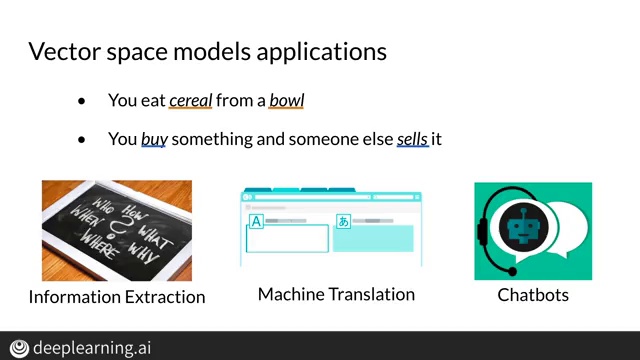 Vector space models applications
• You eat cereal from a bowl
• You buy something and someone else sells it
WHO HOW
WHEN ? WHAT
WHERE WHY
A あ
Information Extraction
Machine Translation
Chatbots
deeplearning.ai